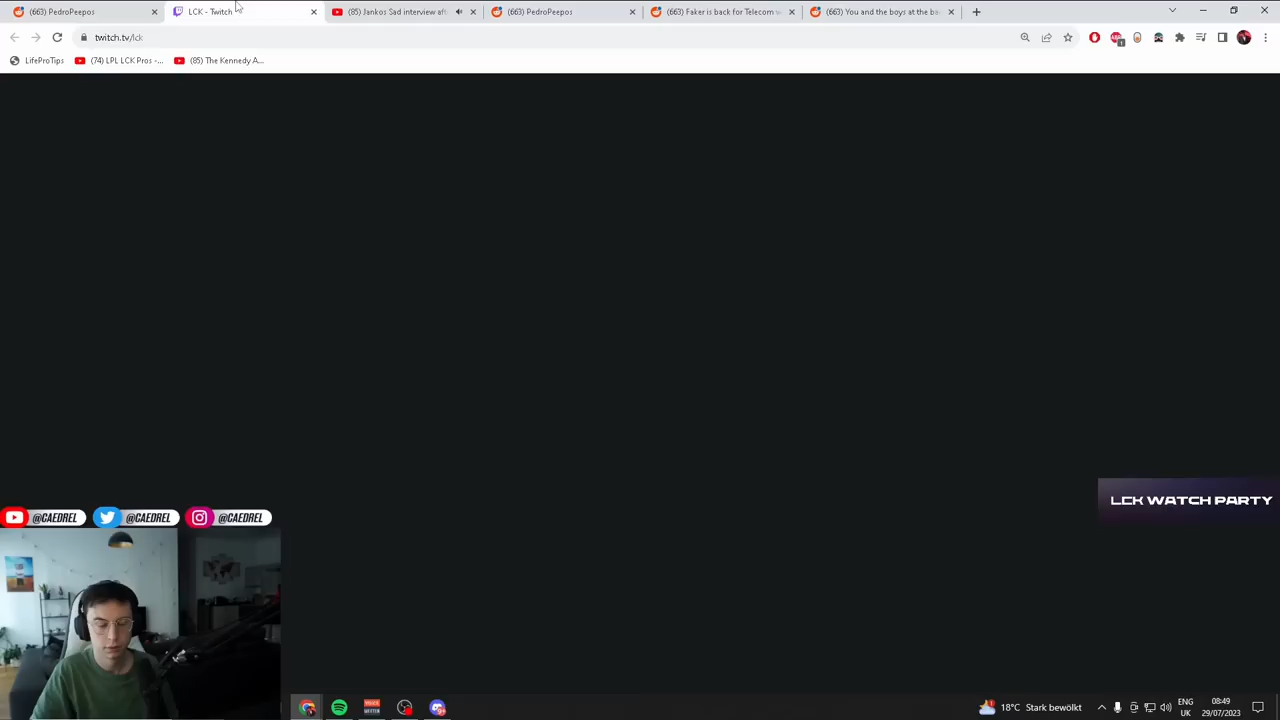 (663) PedroPeepos
LCK - Twitch
(85) Jankos Sad interview aft
(663) PedroPeepos
(663) Faker is back for Telecom w
(663) You and the boys at the ba
twitch.tv/lck
1
LifeProTips
(74) LPL LCK Pros -...
(85) The Kennedy A...
LCK WATCH PARTY
@CAEDREL
@CAEDREL
@CAEDREL
18°C Stark bewölkt
ENG
UK
08:49
29/07/2023